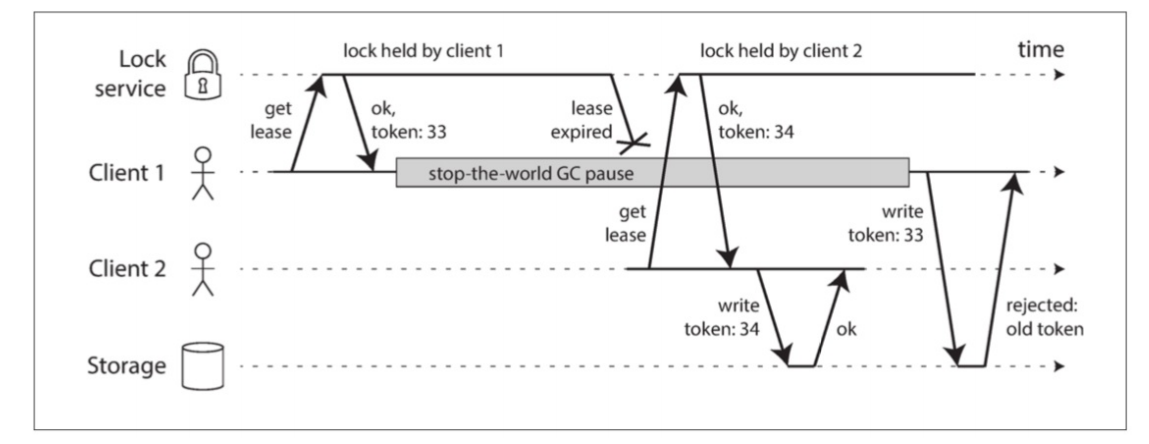 Lock
service
lock held by client 1
lock held by client 2
time
get
lease
ok,
token: 33
lease
expired
ok,
token: 34
Client 1
stop-the-world GC pause
get
lease
write
token: 33
Client 2
write
token: 34
ok
rejected:
old token
Storage